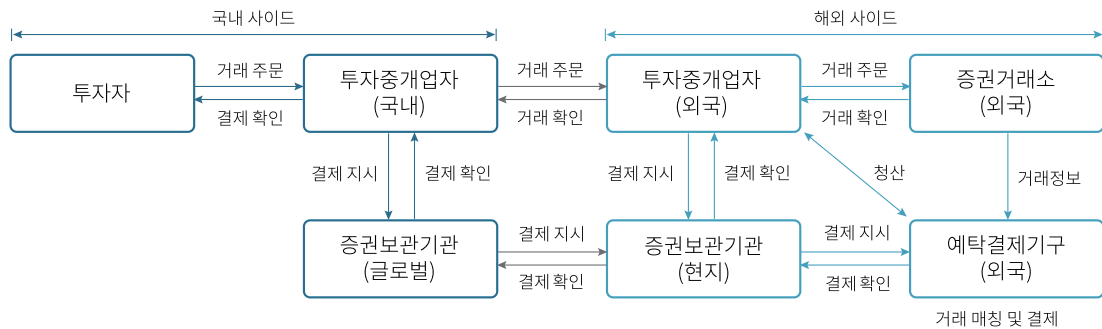 국내 사이드
해외 사이드
투자자
거래 주문
결제 확인
투자중개업자
(국내)
거래 주문
거래 확인
투자중개업자
(외국)
거래 주문
거래 확인
증권거래소
(외국)
결제 지시
결제 확인
결제 지시
결제 확인
청산
거래정보
증권보관기관
(글로벌)
결제 지시
결제 확인
증권보관기관
(현지)
결제 지시
결제 확인
예탁결제기구
(외국)
거래 매칭 및 결제